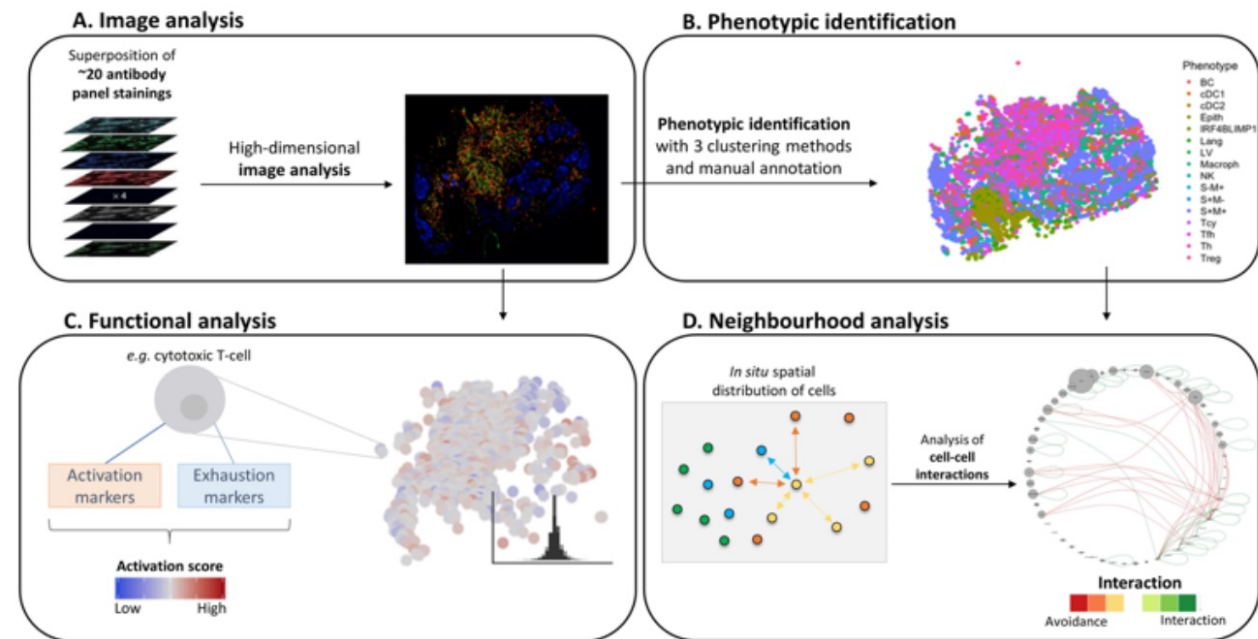 A. Image analysis
Superposition of
~20 antibody
panel stainings
× 4
High-dimensional
image analysis
B. Phenotypic identification
Phenotypic identification
with 3 clustering methods
and manual annotation
Phenotype
BC
cDC1
cDC2
Epith
IRF4BLIMP1
Lang
LV
Macroph
NK
S-M+
S+M-
S+M+
Tcy
Tfh
Th
Treg
C. Functional analysis
e.g. cytotoxic T-cell
Activation
markers
Exhaustion
markers
Activation score
Low
High
D. Neighbourhood analysis
In situ spatial
distribution of cells
Analysis of
cell-cell
interactions
Interaction
Avoidance
Interaction